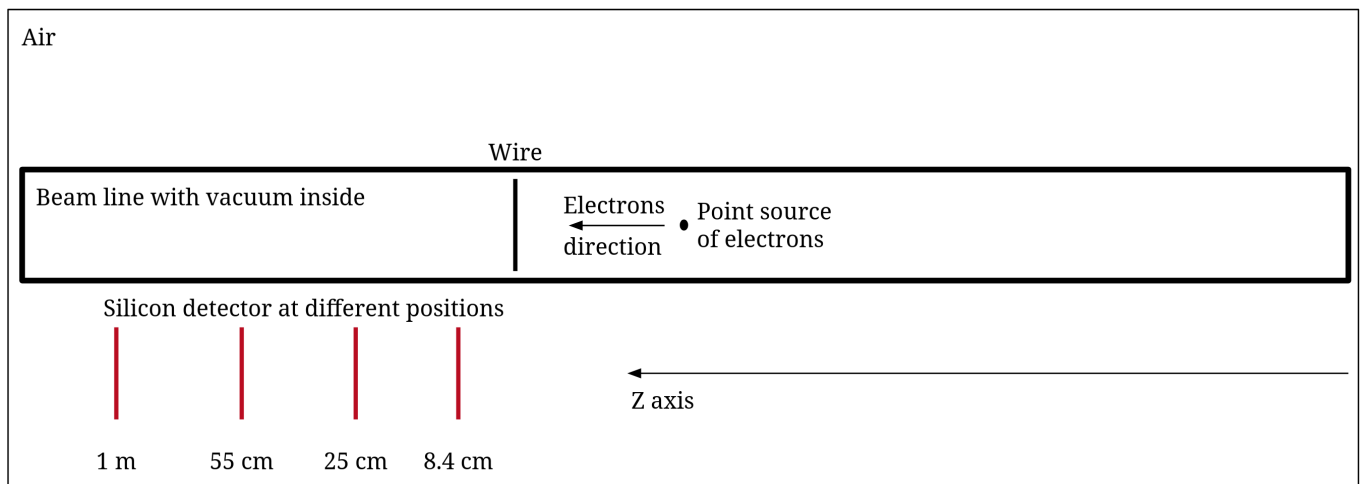 Air
Wire
Beam line with vacuum inside
Electrons
direction
Point source
of electrons
Silicon detector at different positions
Z axis
1 m
55 cm
25 cm
8.4 cm